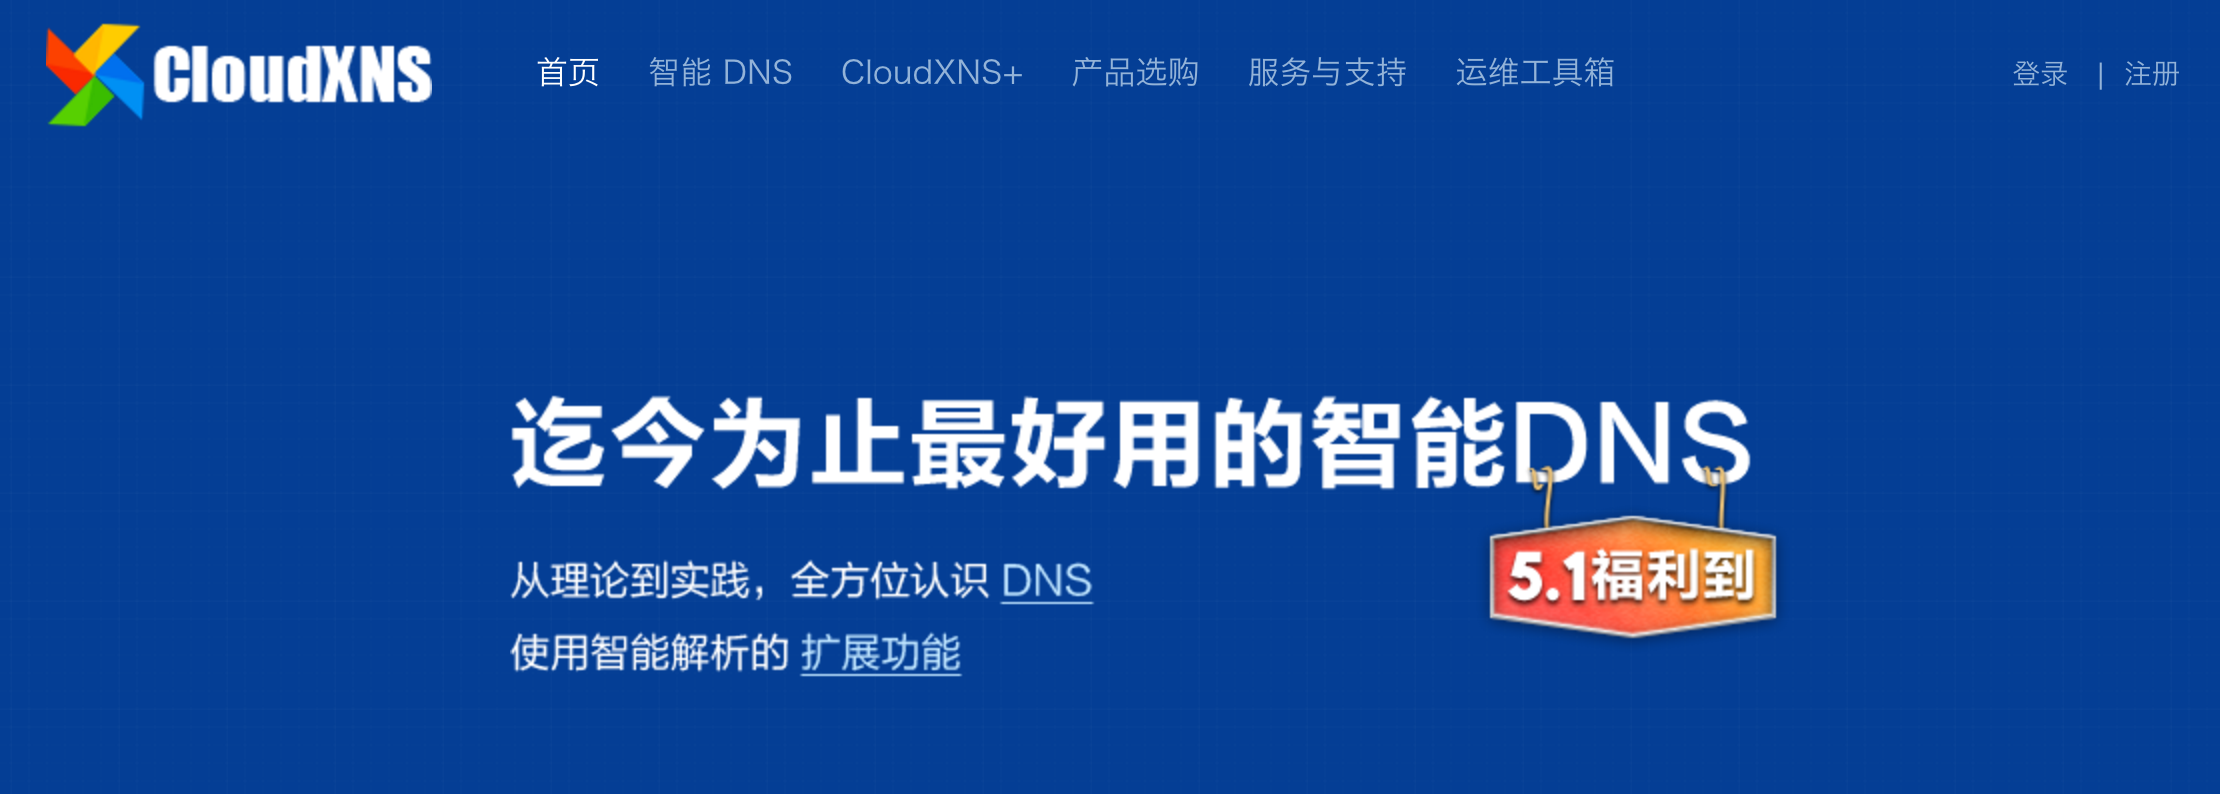 CloudXNS 首页 智能 DNS CloudXNS+ 产品选购 服务与支持 运维工具箱 登录 | 注册
迄今为止最好用的智能DNS
5.1福利到
从理论到实践，全方位认识 DNS
使用智能解析的 扩展功能